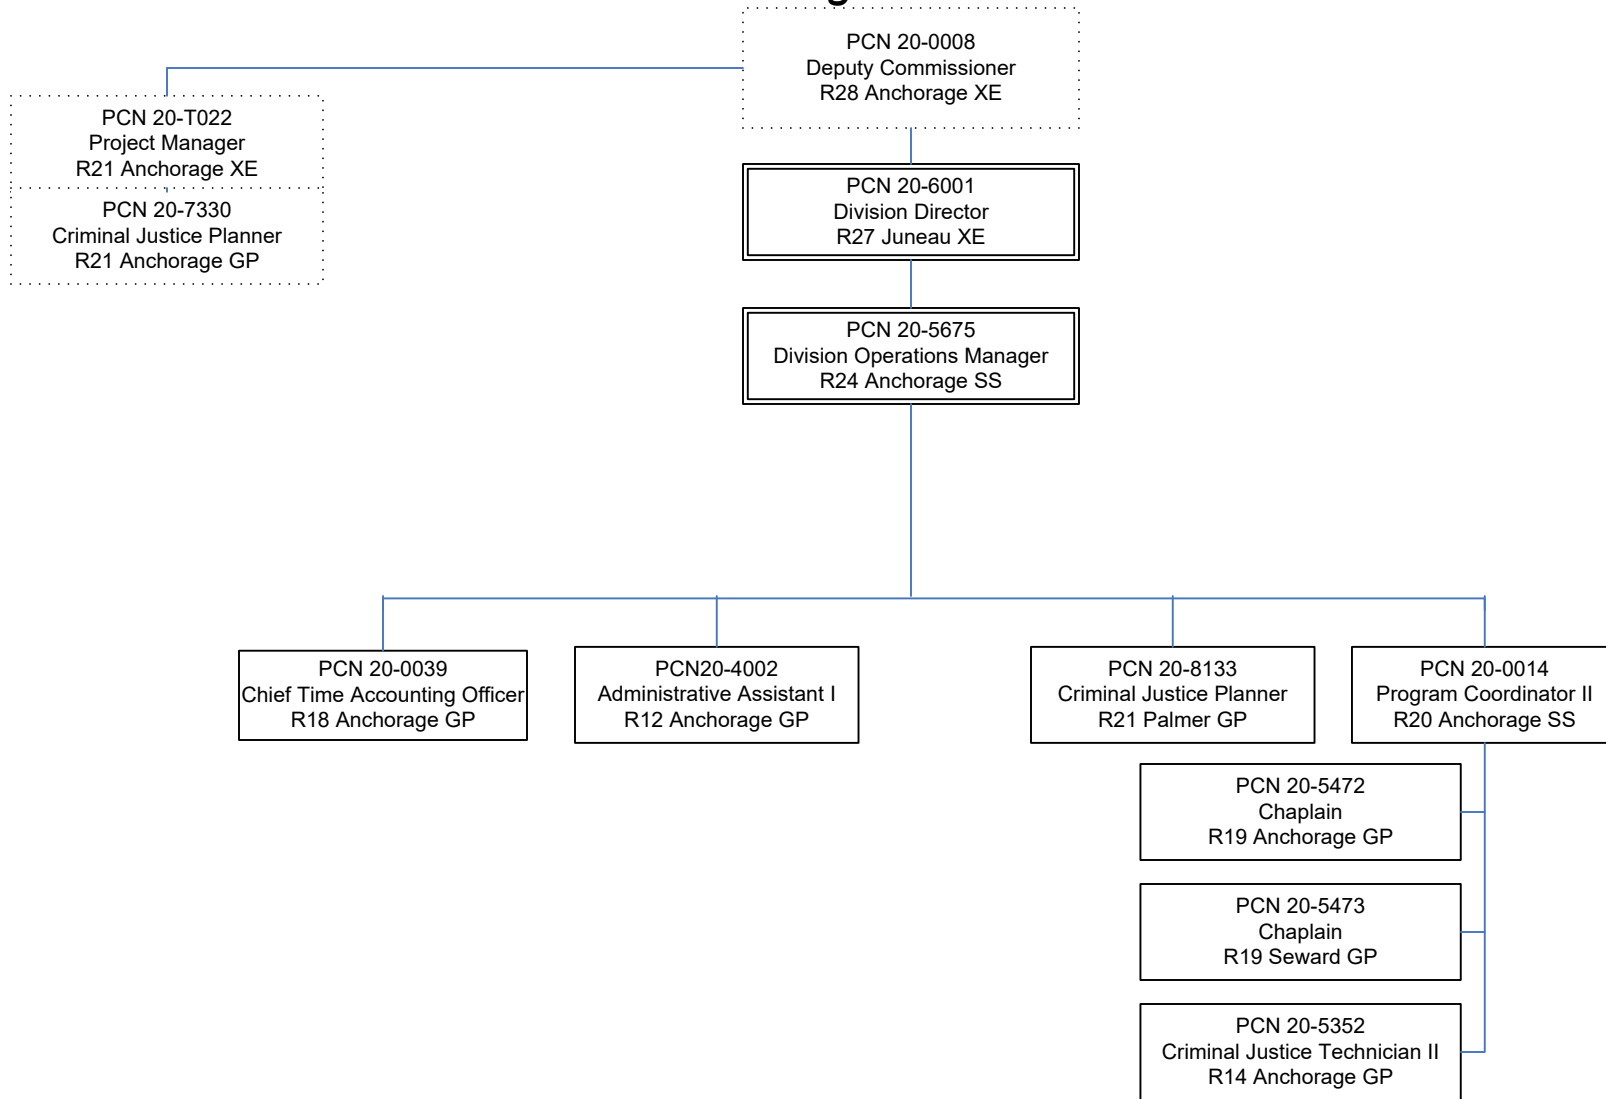 PCN 20-0008
Deputy Commissioner
R28 Anchorage XE
PCN 20-T022
Project Manager
R21 Anchorage XE
PCN 20-7330
Criminal Justice Planner
R21 Anchorage GP
PCN 20-6001
Division Director
R27 Juneau XE
PCN 20-5675
Division Operations Manager
R24 Anchorage SS
PCN 20-0039
Chief Time Accounting Officer
R18 Anchorage GP
PCN20-4002
Administrative Assistant I
R12 Anchorage GP
PCN 20-8133
Criminal Justice Planner
R21 Palmer GP
PCN 20-0014
Program Coordinator II
R20 Anchorage SS
PCN 20-5472
Chaplain
R19 Anchorage GP
PCN 20-5473
Chaplain
R19 Seward GP
PCN 20-5352
Criminal Justice Technician II
R14 Anchorage GP